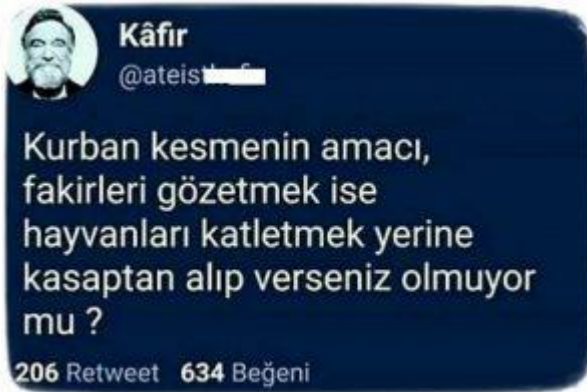 Kâfir
@ateist
Kurban kesmenin amacı,
fakirleri gözetmek ise
hayvanları katletmek yerine
kasaptan alıp verseniz olmuyor
mu ?
206 Retweet 634 Beğeni